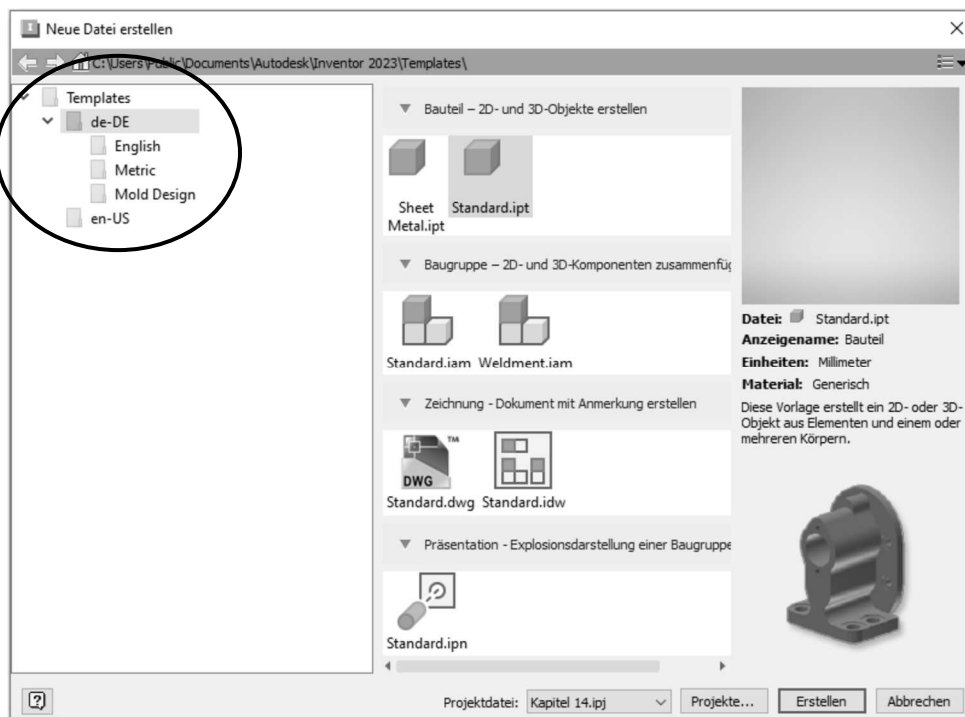 Neue Datei erstellen
C:\Users\Public\Documents\Autodesk\Inventor 2023\Templates\
Templates
de-DE
English
Metric
Mold Design
en-US
Bauteil – 2D- und 3D-Objekte erstellen
Sheet Metal.ipt
Standard.ipt
Baugruppe – 2D- und 3D-Komponenten zusammenfüg
Standard.iam
Weldment.iam
Zeichnung - Dokument mit Anmerkung erstellen
DWG
TM
Standard.dwg
Standard.idw
Präsentation - Explosionsdarstellung einer Baugruppe
Standard.ipn
Datei: Standard.ipt
Anzeigename: Bauteil
Einheiten: Millimeter
Material: Generisch
Diese Vorlage erstellt ein 2D- oder 3D-
Objekt aus Elementen und einem oder
mehreren Körpern.
Projektdatei: Kapitel 14.ipj
Projekte...
Erstellen
Abbrechen